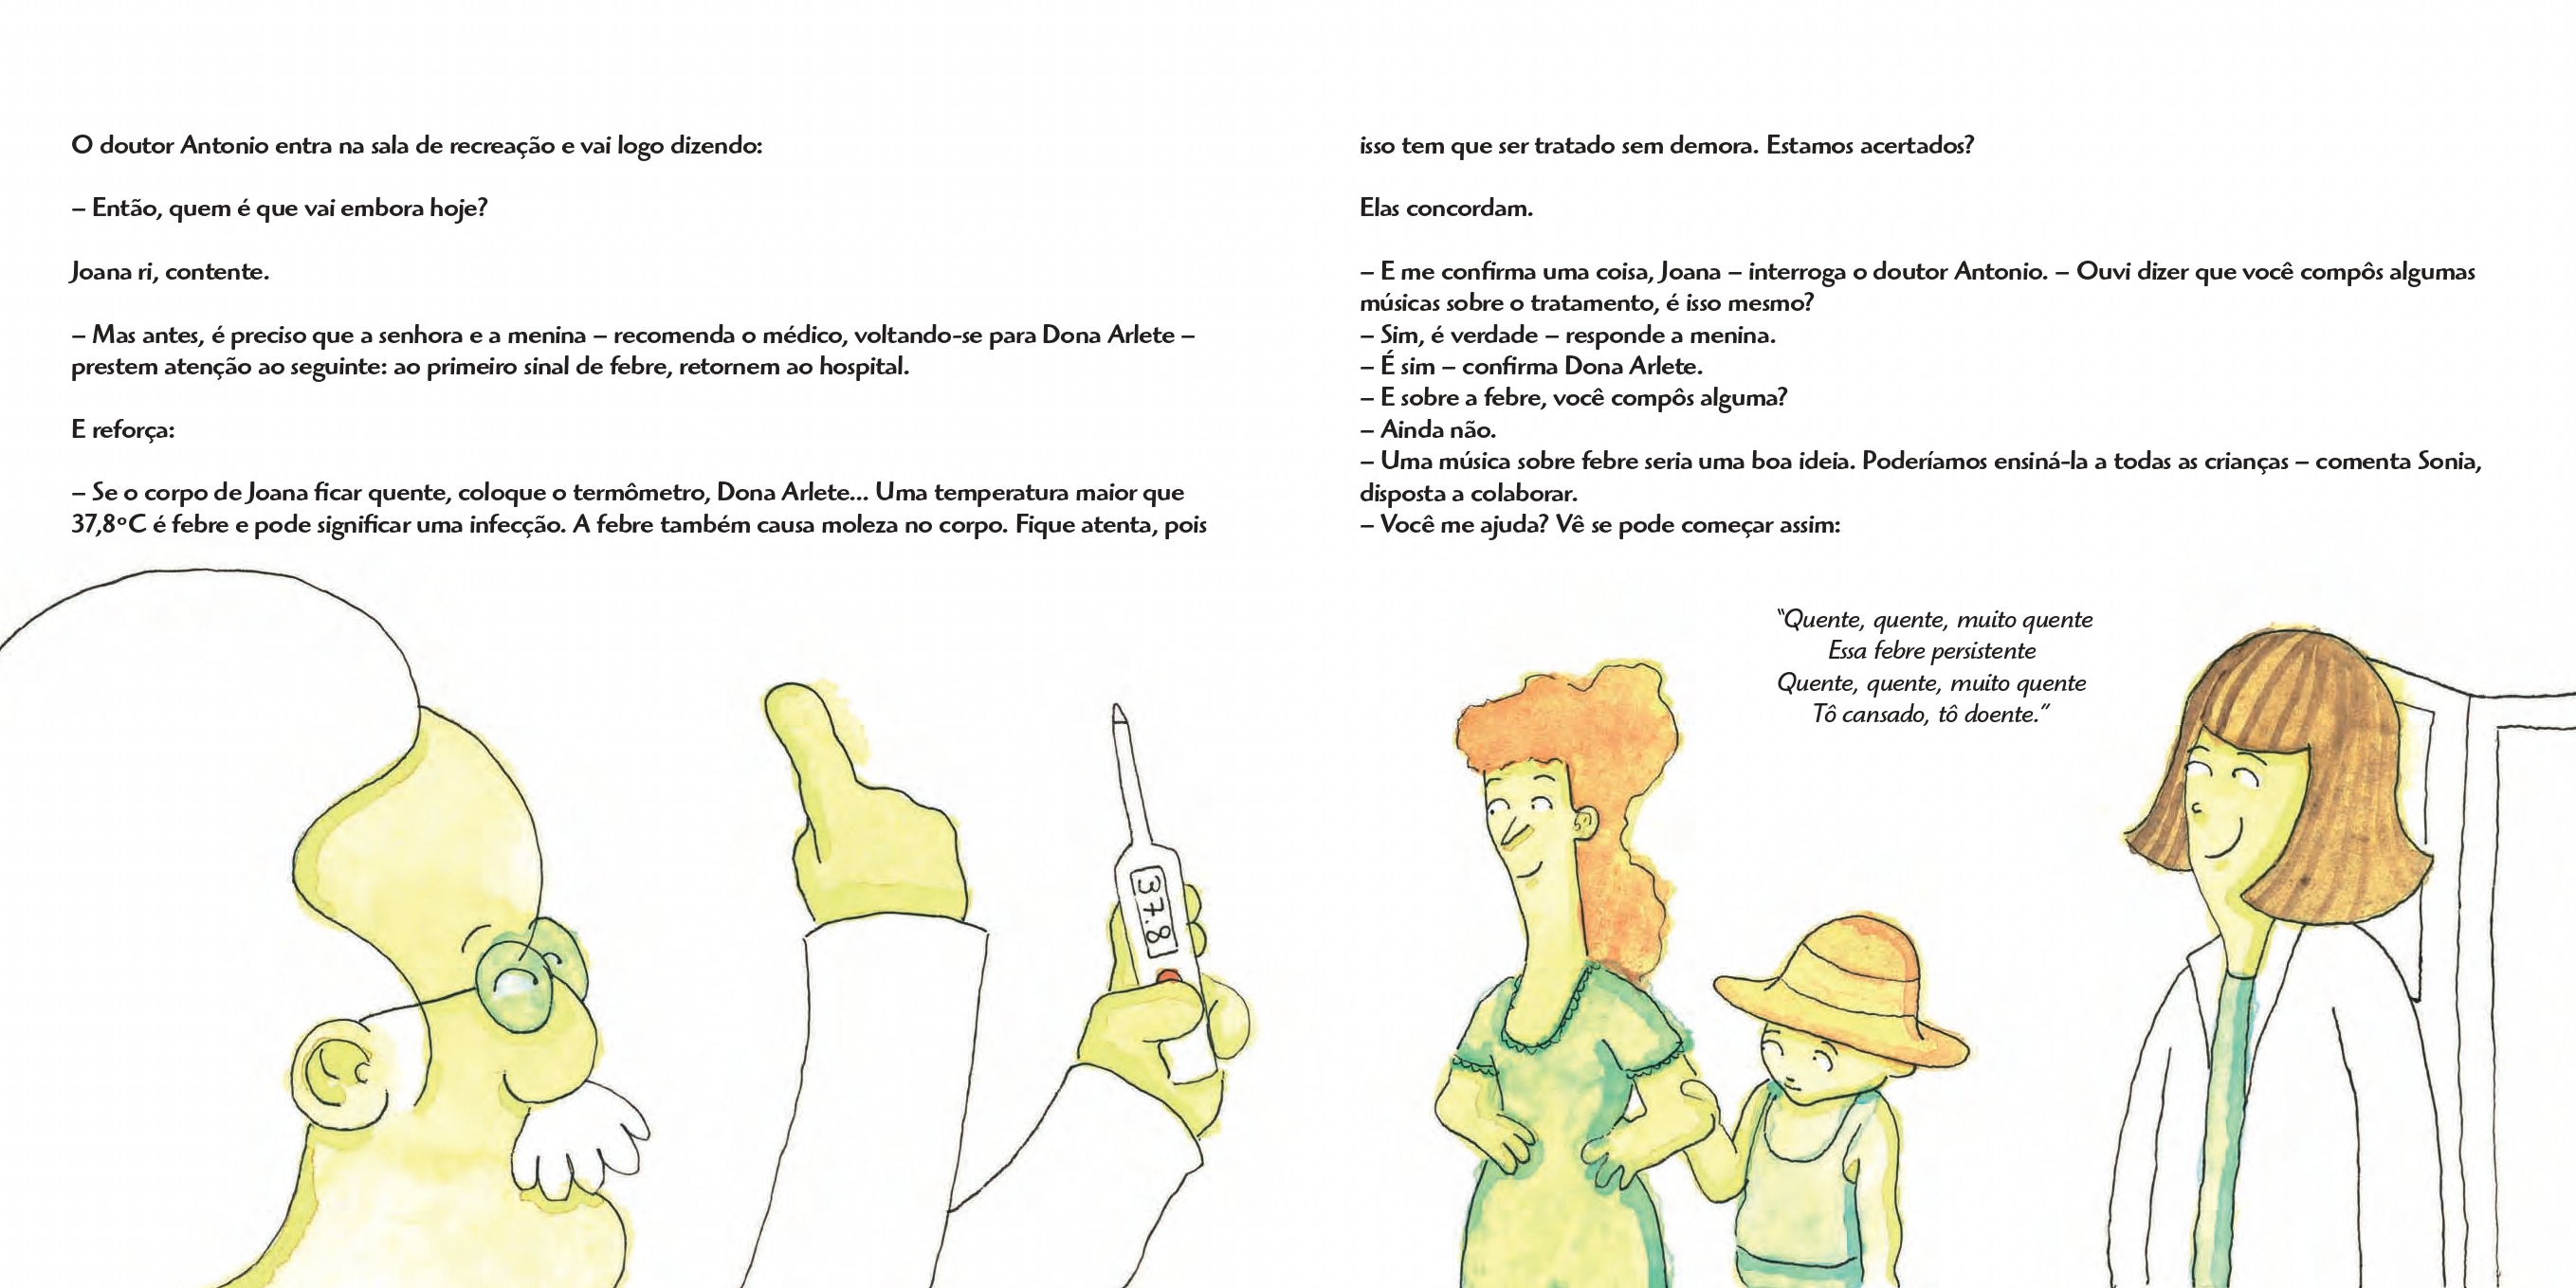 O doutor Antonio entra na sala de recreação e vai logo dizendo:
– Então, quem é que vai embora hoje?
Joana ri, contente.
– Mas antes, é preciso que a senhora e a menina – recomenda o médico, voltando-se para Dona Arlete –
prestem atenção ao seguinte: ao primeiro sinal de febre, retornem ao hospital.
E reforça:
– Se o corpo de Joana ficar quente, coloque o termômetro, Dona Arlete... Uma temperatura maior que
37,8ºC é febre e pode significar uma infecção. A febre também causa moleza no corpo. Fique atenta, pois
isso tem que ser tratado sem demora. Estamos acertados?
Elas concordam.
– E me confirma uma coisa, Joana – interroga o doutor Antonio. – Ouvi dizer que você compôs algumas
músicas sobre o tratamento, é isso mesmo?
– Sim, é verdade – responde a menina.
– É sim – confirma Dona Arlete.
– E sobre a febre, você compôs alguma?
– Ainda não.
– Uma música sobre febre seria uma boa ideia. Poderíamos ensiná-la a todas as crianças – comenta Sonia,
disposta a colaborar.
– Você me ajuda? Vê se pode começar assim:
"Quente, quente, muito quente
Essa febre persistente
Quente, quente, muito quente
Tô cansado, tô doente."
37.8